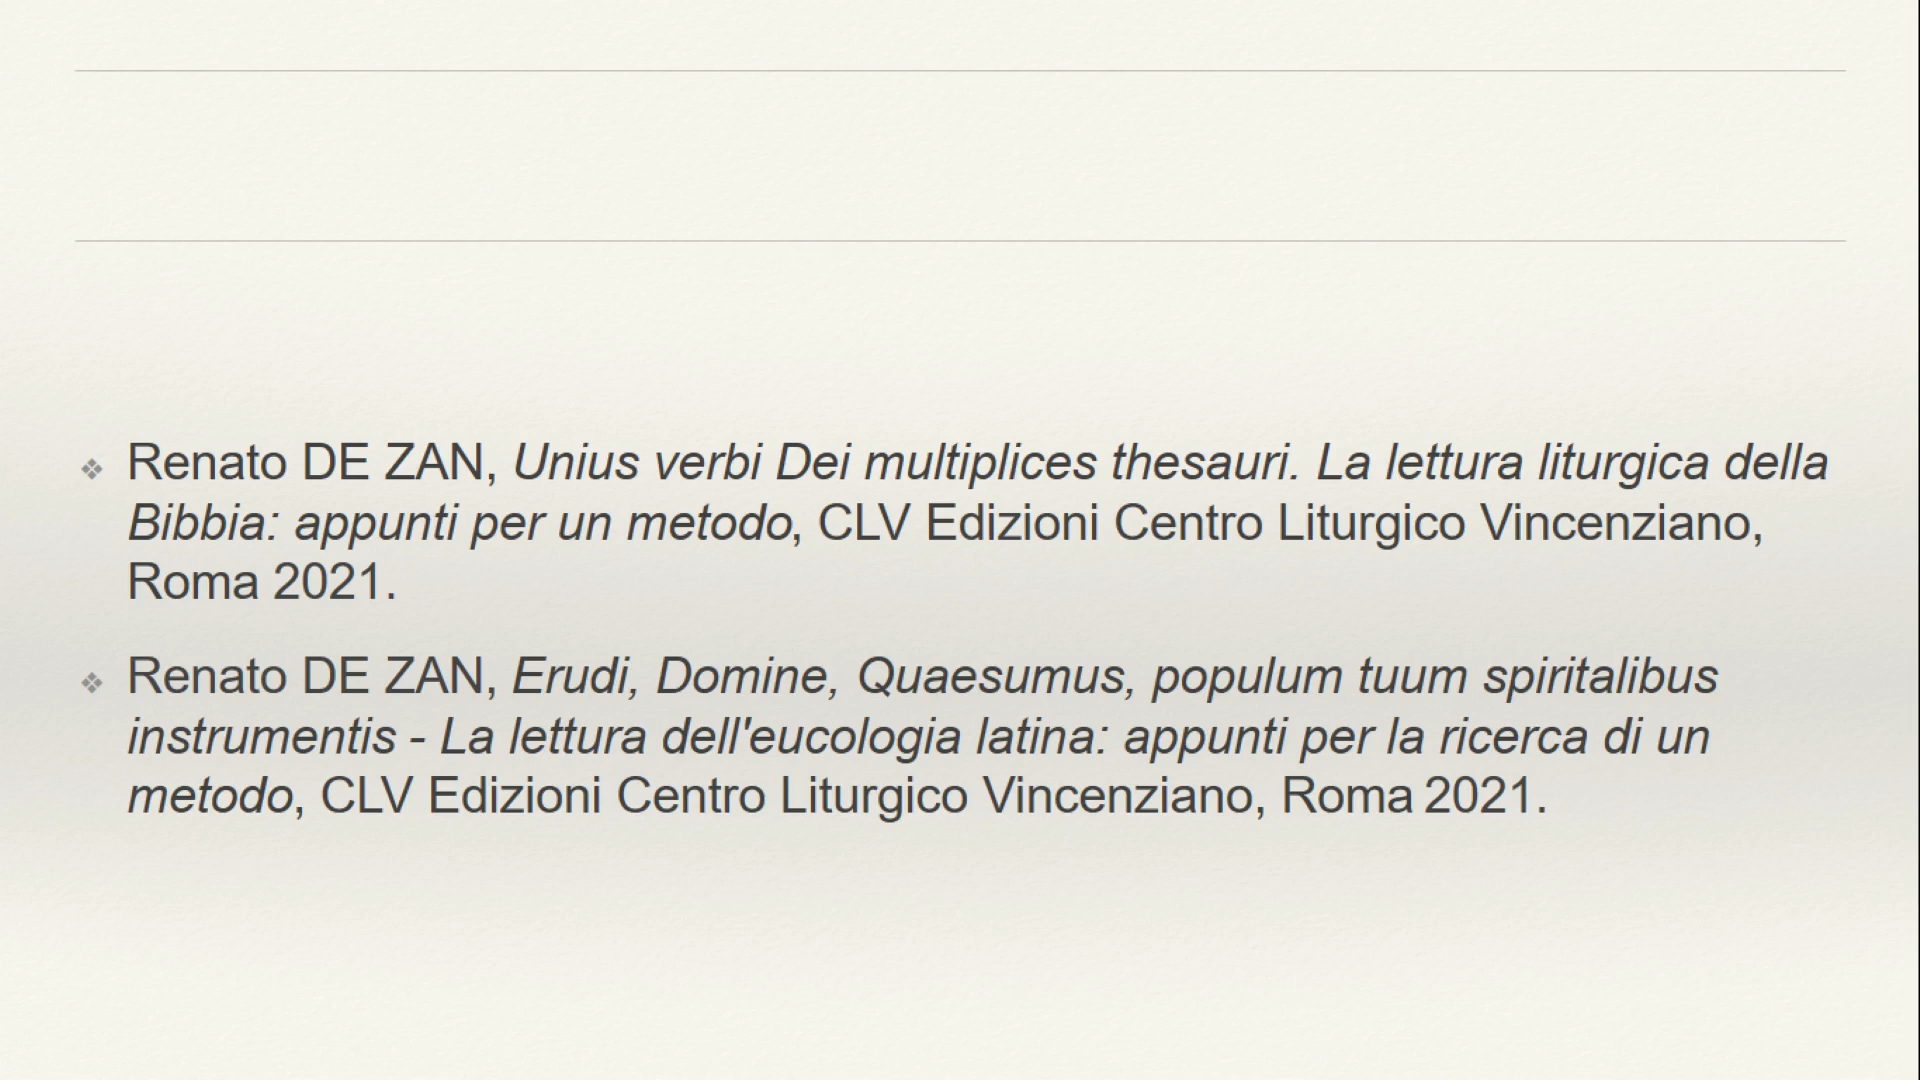 ❖ Renato DE ZAN, Unius verbi Dei multiplices thesauri. La lettura liturgica della
Bibbia: appunti per un metodo, CLV Edizioni Centro Liturgico Vincenziano,
Roma 2021.
❖ Renato DE ZAN, Erudi, Domine, Quaesumus, populum tuum spiritalibus
instrumentis - La lettura dell'eucologia latina: appunti per la ricerca di un
metodo, CLV Edizioni Centro Liturgico Vincenziano, Roma 2021.